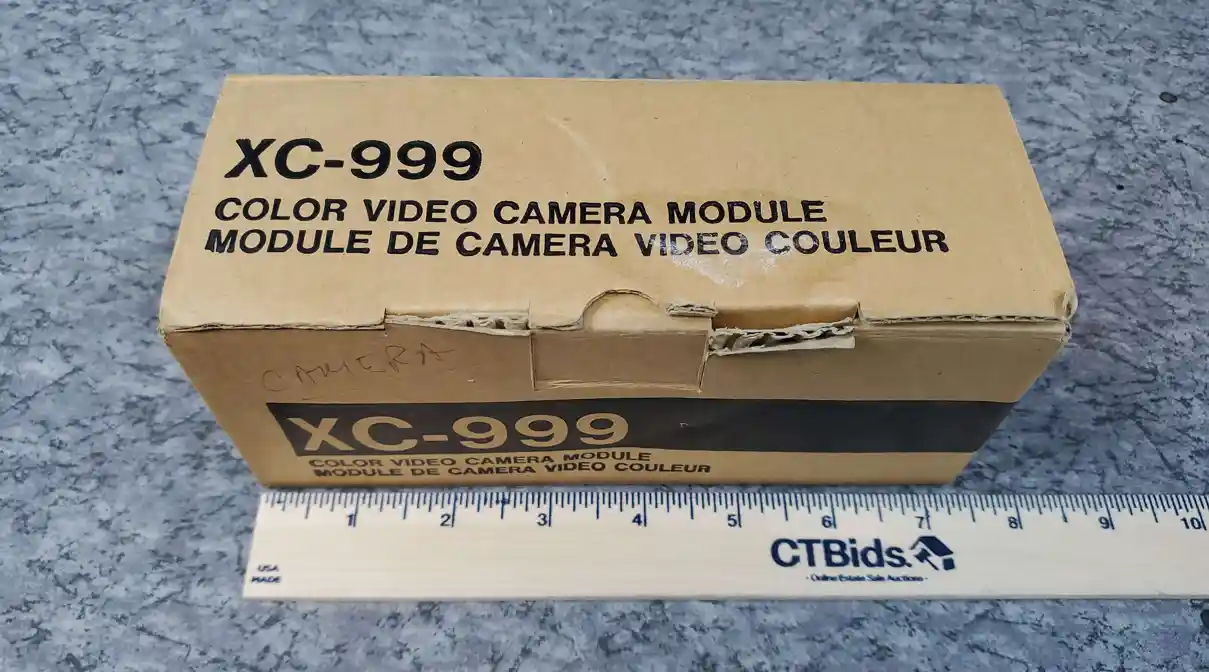 XC-999
COLOR VIDEO CAMERA MODULE
MODULE DE CAMERA VIDEO COULEUR
CAMERA
XC-999
COLOR VIDEO CAMERA MODULE
MODULE DE CAMERA VIDEO COULEUR
1 2 3 4 5 6 7 8 9 10
USA
MADE
CTBids.
- Online Estate Sale Auctions -